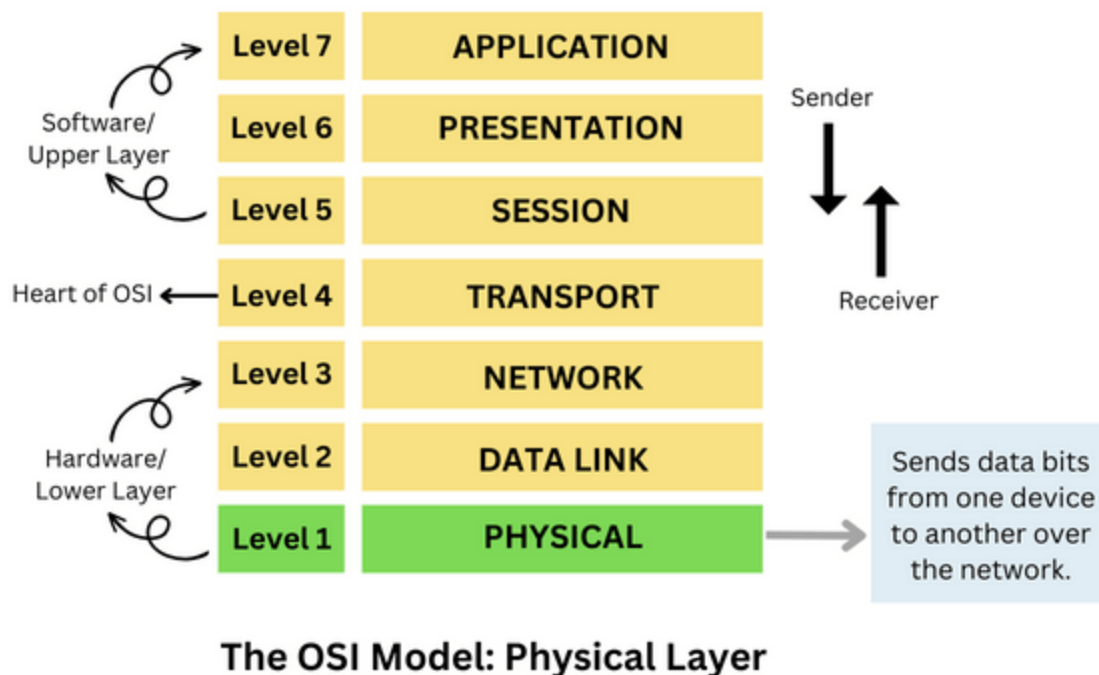 Level 7 APPLICATION
Sender
Software/
Upper Layer
Level 6 PRESENTATION
Level 5 SESSION
Heart of OSI
Level 4 TRANSPORT
Receiver
Level 3 NETWORK
Hardware/
Lower Layer
Level 2 DATA LINK
Level 1 PHYSICAL
Sends data bits
from one device
to another over
the network.
The OSI Model: Physical Layer